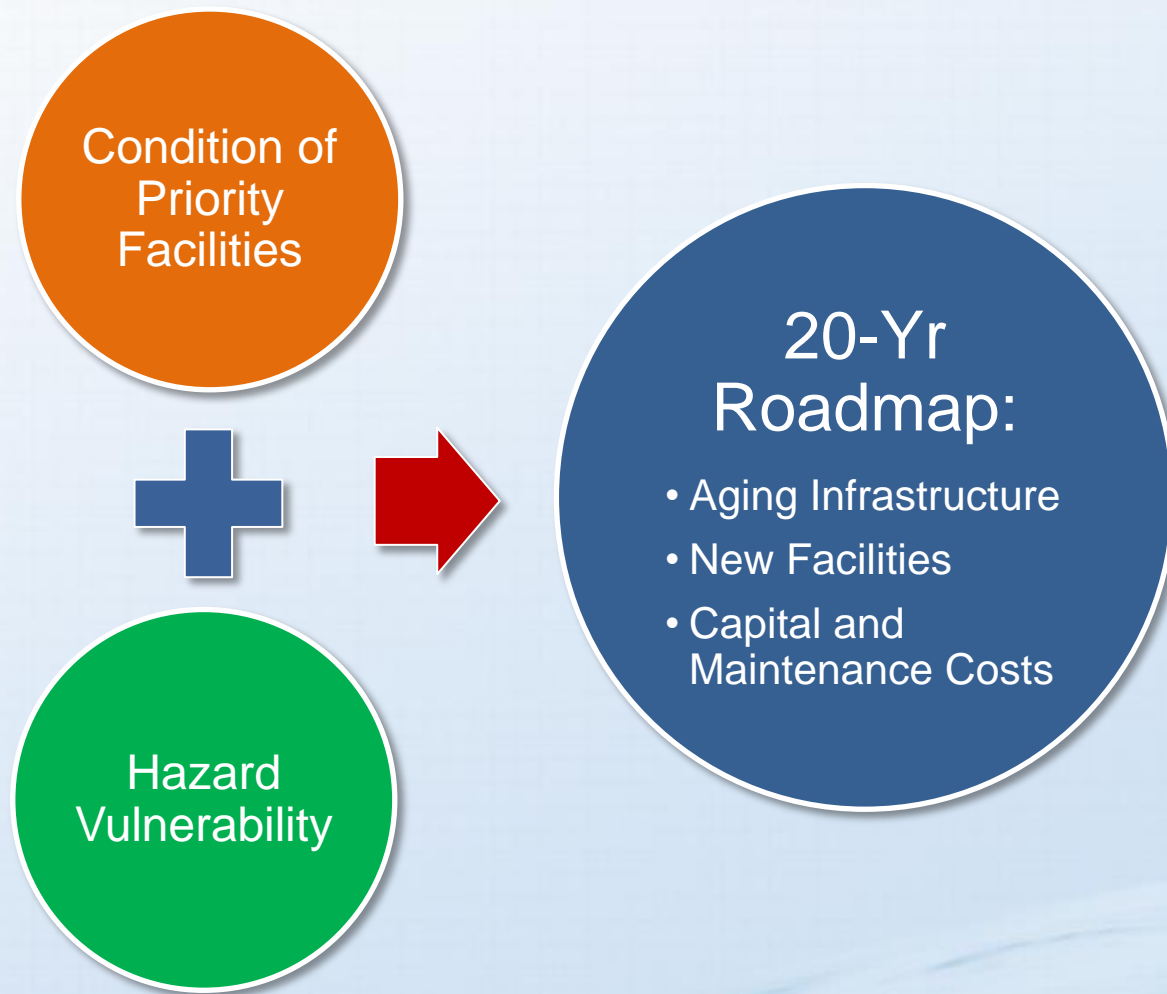 Condition of
Priority
Facilities
Hazard
Vulnerability
20-Yr
Roadmap:
• Aging Infrastructure
• New Facilities
• Capital and
Maintenance Costs